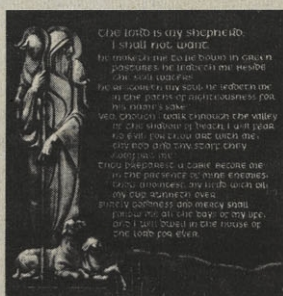 The LORD is my shepherd;
I shall not want.
he maketh me to lie down in green
pastures: he leadeth me beside
the still waters
he restoreth my soul: he leadeth me
in the paths of righteousness for
his name's sake
Yea, though I walk through the valley
of the shadow of death, I will fear
no evil: for thou art with me;
thy rod and thy staff they
comfort me
thou preparest a table before me
in the presence of mine enemies:
thou anointest my head with oil;
my cup runneth over
Surely goodness and mercy shall
follow me all the days of my life:
and I will dwell in the house of
the LORD for ever.